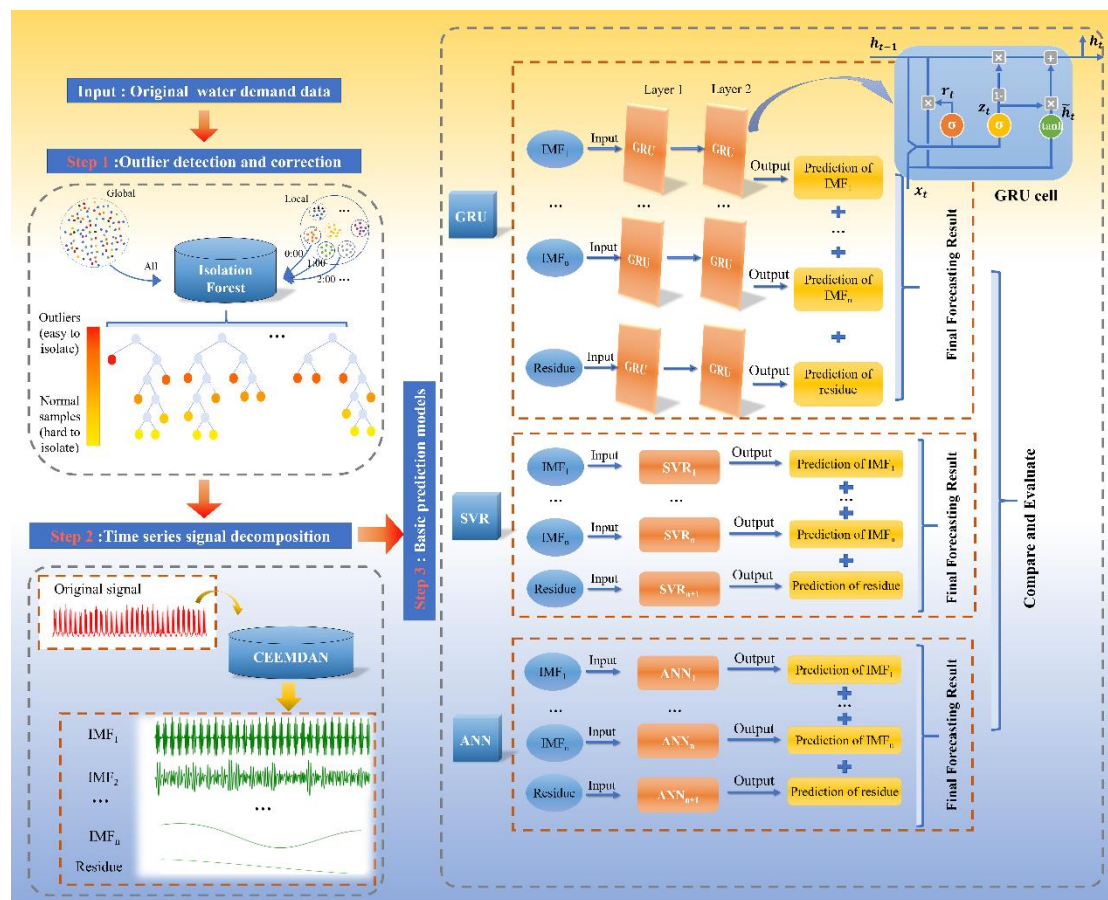 Input : Original water demand data
Step 1 :Outlier detection and correction
Global
Local
...
All
0:00
1:00
2:00 ...
Isolation
Forest
Outliers
(easy to
isolate)
...
Normal
samples
(hard to
isolate)
Step 2 :Time series signal decomposition
Original signal
CEEMDAN
IMF1
IMF2
...
...
IMFn
Residue
Step 3 : Basic prediction models
GRU
Layer 1
Layer 2
IMF1
Input
GRU
GRU
Output
Prediction of
IMF1
+
...
...
...
+
IMFn
Input
GRU
GRU
Output
Prediction of
IMFn
+
Residue
Input
GRU
GRU
Output
Prediction of
residue
Final Forecasting Result
ht-1
ht
×
+
1-
rt
zt
×
×
h̃t
σ
σ
tanh
xt
GRU cell
SVR
IMF1
Input
SVR1
Output
Prediction of IMF1
+
...
...
...
+
IMFn
Input
SVRn
Output
Prediction of IMFn
+
Residue
Input
SVRn+1
Output
Prediction of residue
Final Forecasting Result
ANN
IMF1
Input
ANN1
Output
Prediction of IMF1
+
...
...
...
+
IMFn
Input
ANNn
Output
Prediction of IMFn
+
Residue
Input
ANNn+1
Output
Prediction of residue
Final Forecasting Result
Compare and Evaluate